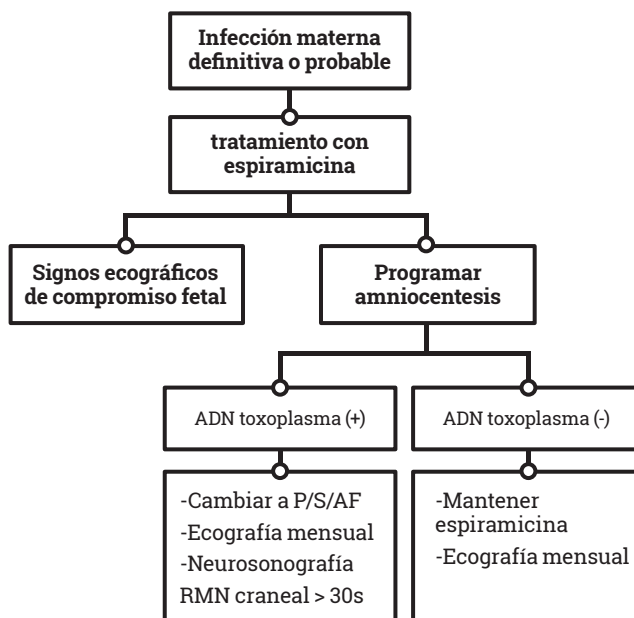 Infección materna
definitiva o probable
tratamiento con
espiramicina
Signos ecográficos
de compromiso fetal
Programar
amniocentesis
ADN toxoplasma (+)
ADN toxoplasma (-)
-Cambiar a P/S/AF
-Ecografía mensual
-Neurosonografía
RMN craneal > 30s
-Mantener
espiramicina
-Ecografía mensual